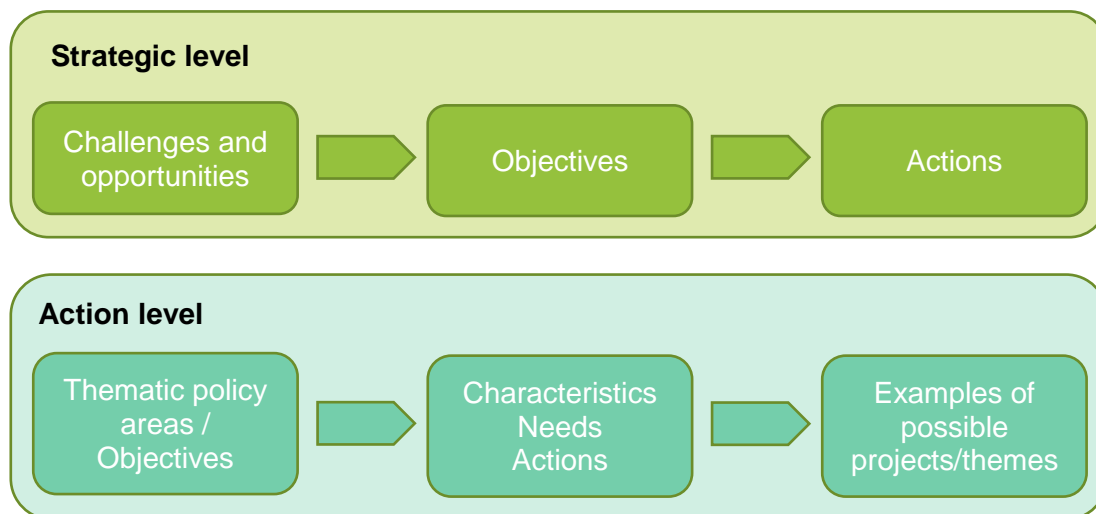 Strategic level
Challenges and
opportunities
Objectives
Actions
Action level
Thematic policy
areas /
Objectives
Characteristics
Needs
Actions
Examples of
possible
projects/themes